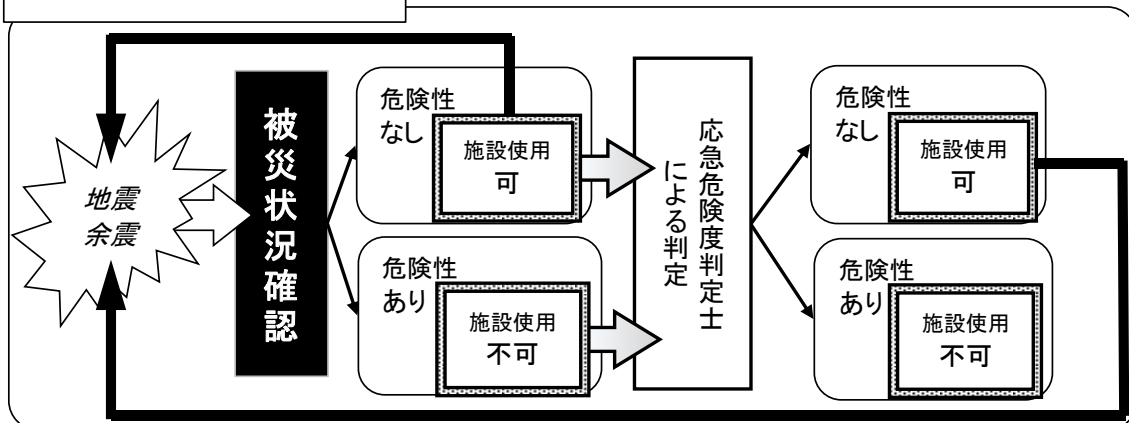 地震
余震
被災状況確認
危険性
なし
施設使用
可
危険性
あり
施設使用
不可
応急危険度判定士
による判定
危険性
なし
施設使用
可
危険性
あり
施設使用
不可